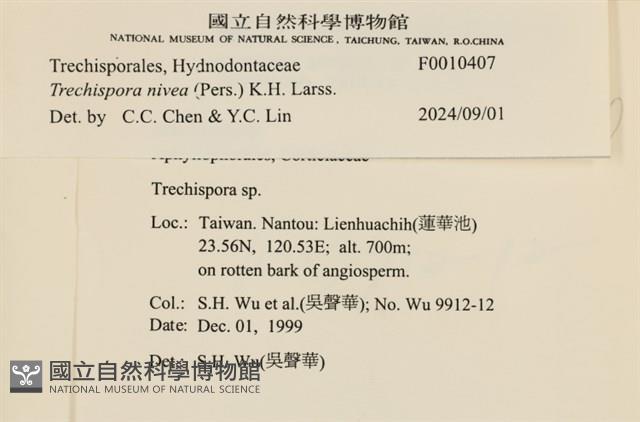 國立自然科學博物館
NATIONAL MUSEUM OF NATURAL SCIENCE, TAICHUNG, TAIWAN, R.O.CHINA
Trechisporales, Hydnodontaceae F0010407
Trechispora nivea (Pers.) K.H. Larss.
Det. by C.C. Chen & Y.C. Lin 2024/09/01
Aphyllophorales, Corticiaceae
Trechispora sp.
Loc.: Taiwan. Nantou: Lienhuachih(蓮華池)
23.56N, 120.53E; alt. 700m;
on rotten bark of angiosperm.
Col.: S.H. Wu et al.(吳聲華); No. Wu 9912-12
Date: Dec. 01, 1999
Det. S.H. Wu(吳聲華)
國立自然科學博物館
NATIONAL MUSEUM OF NATURAL SCIENCE